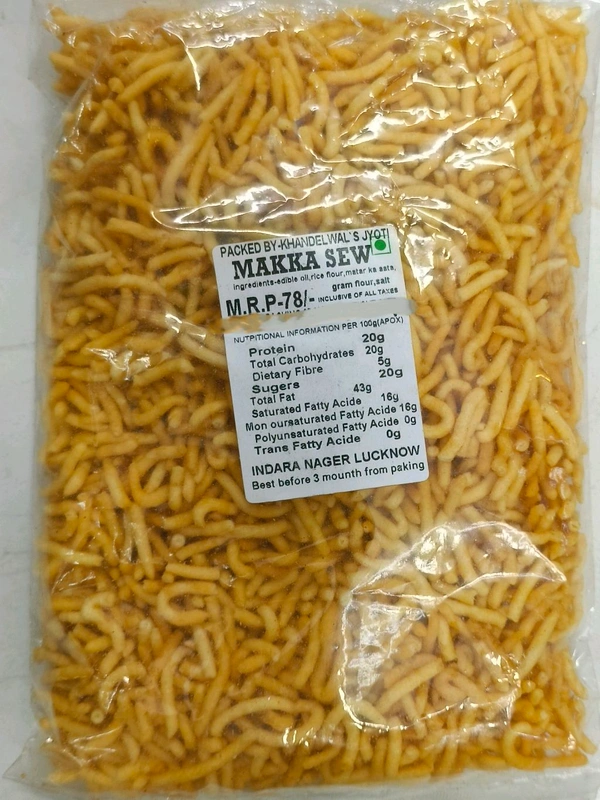 PACKED BY-KHANDELWAL`S JYOTI
MAKKA SEW
ingredients-edible oil,rice flour,matar ka aata,
gram flour,salt
M.R.P-78/- INCLUSIVE OF ALL TAXES
NUTRITIONAL INFORMATION PER 100g(APOX)
Protein 20g
Total Carbohydrates 20g
Dietary Fibre 5g
Sugers 20g
Total Fat 43g
Saturated Fatty Acide 16g
Mon oursaturated Fatty Acide 16g
Polyunsaturated Fatty Acide 0g
Trans Fatty Acide 0g
INDARA NAGER LUCKNOW
Best before 3 mounth from paking